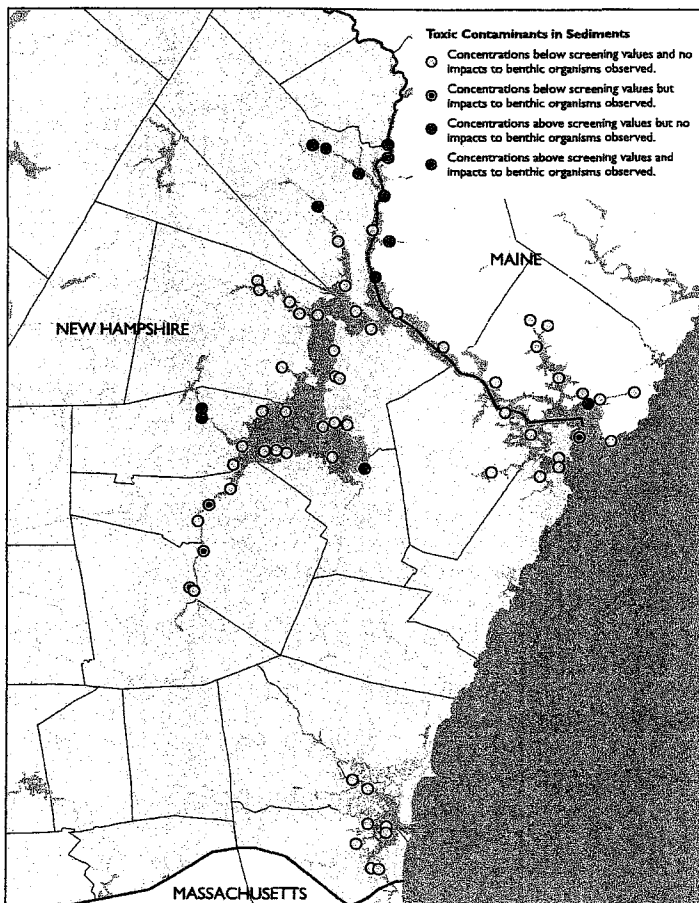 Toxic Contaminants in Sediments
Concentrations below screening values and no
impacts to benthic organisms observed.
Concentrations below screening values but
impacts to benthic organisms observed.
Concentrations above screening values but no
impacts to benthic organisms observed.
Concentrations above screening values and
impacts to benthic organisms observed.
MAINE
NEW HAMPSHIRE
MASSACHUSETTS